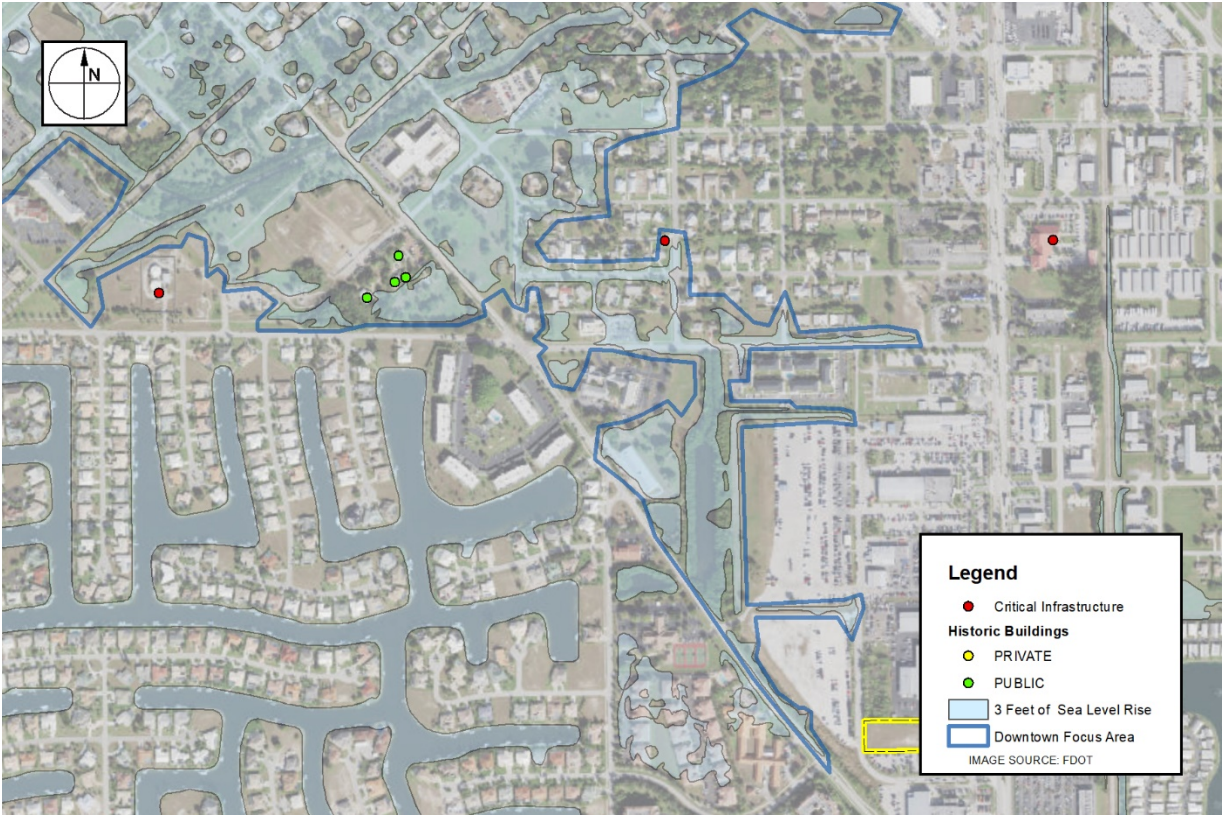 N
Legend
Critical Infrastructure
Historic Buildings
PRIVATE
PUBLIC
3 Feet of Sea Level Rise
Downtown Focus Area
IMAGE SOURCE: FDOT